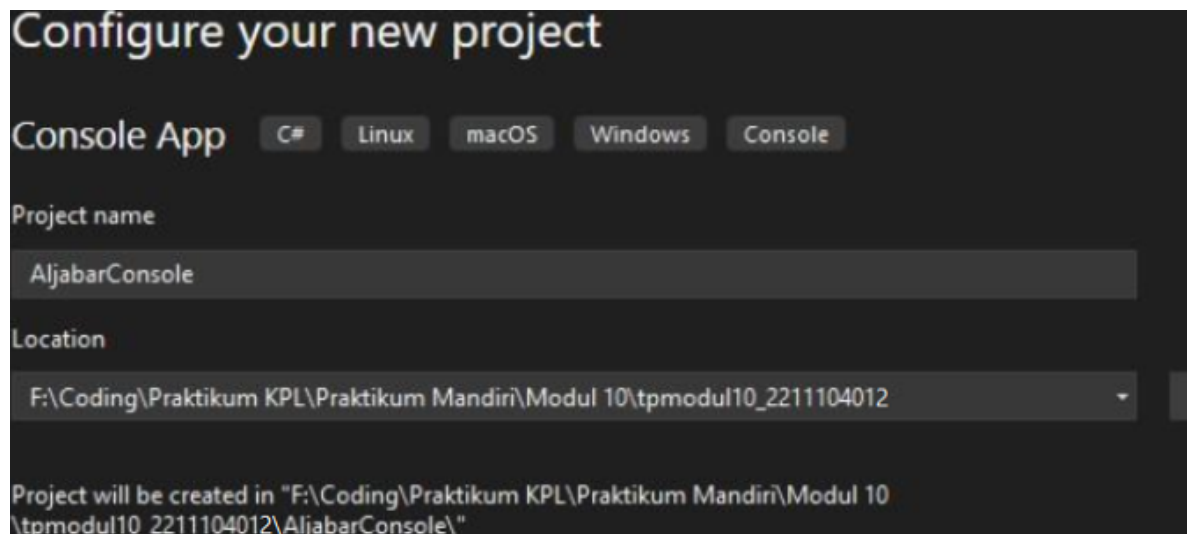 Configure your new project
Console App C# Linux macOS Windows Console
Project name
AljabarConsole
Location
F:\Coding\Praktikum KPL\Praktikum Mandiri\Modul 10\tpmodul10_2211104012
Project will be created in "F:\Coding\Praktikum KPL\Praktikum Mandiri\Modul 10
\tpmodul10_2211104012\AljabarConsole\"